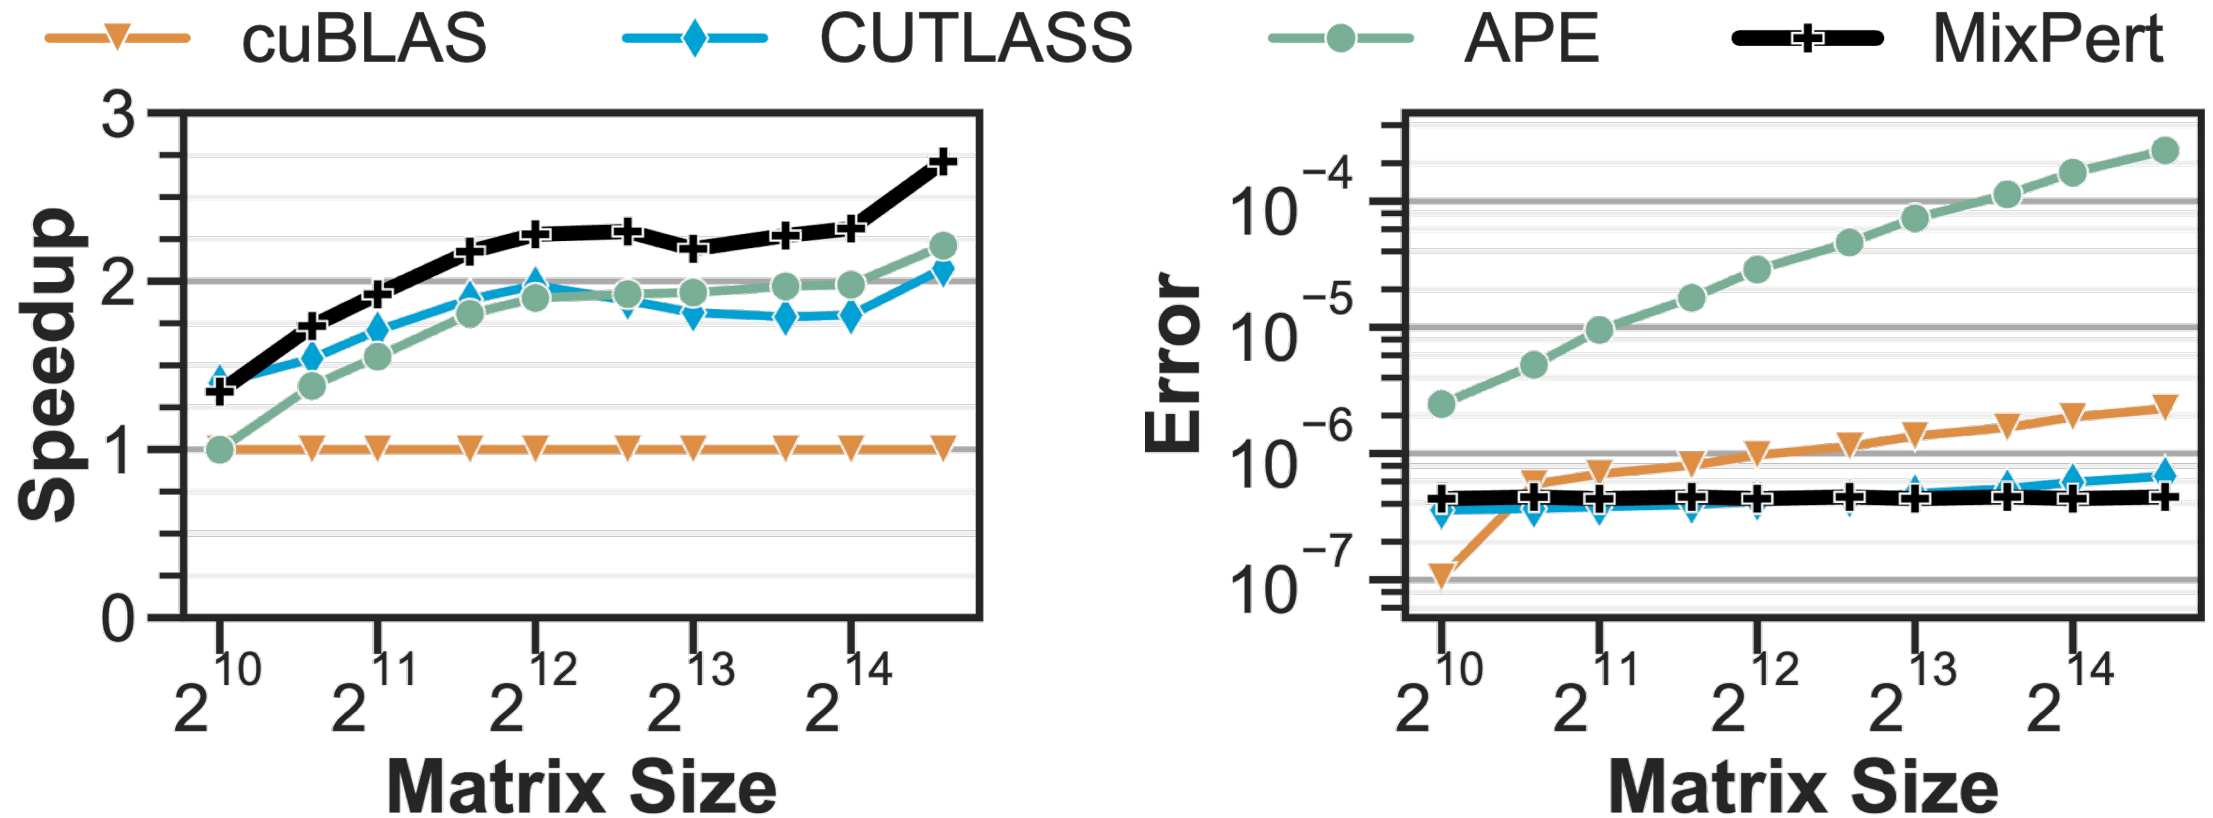 cuBLAS CUTLASS APE MixPert
Speedup
3
2
1
0
2^10 2^11 2^12 2^13 2^14
Matrix Size
Error
10^−4
10^−5
10^−6
10^−7
2^10 2^11 2^12 2^13 2^14
Matrix Size